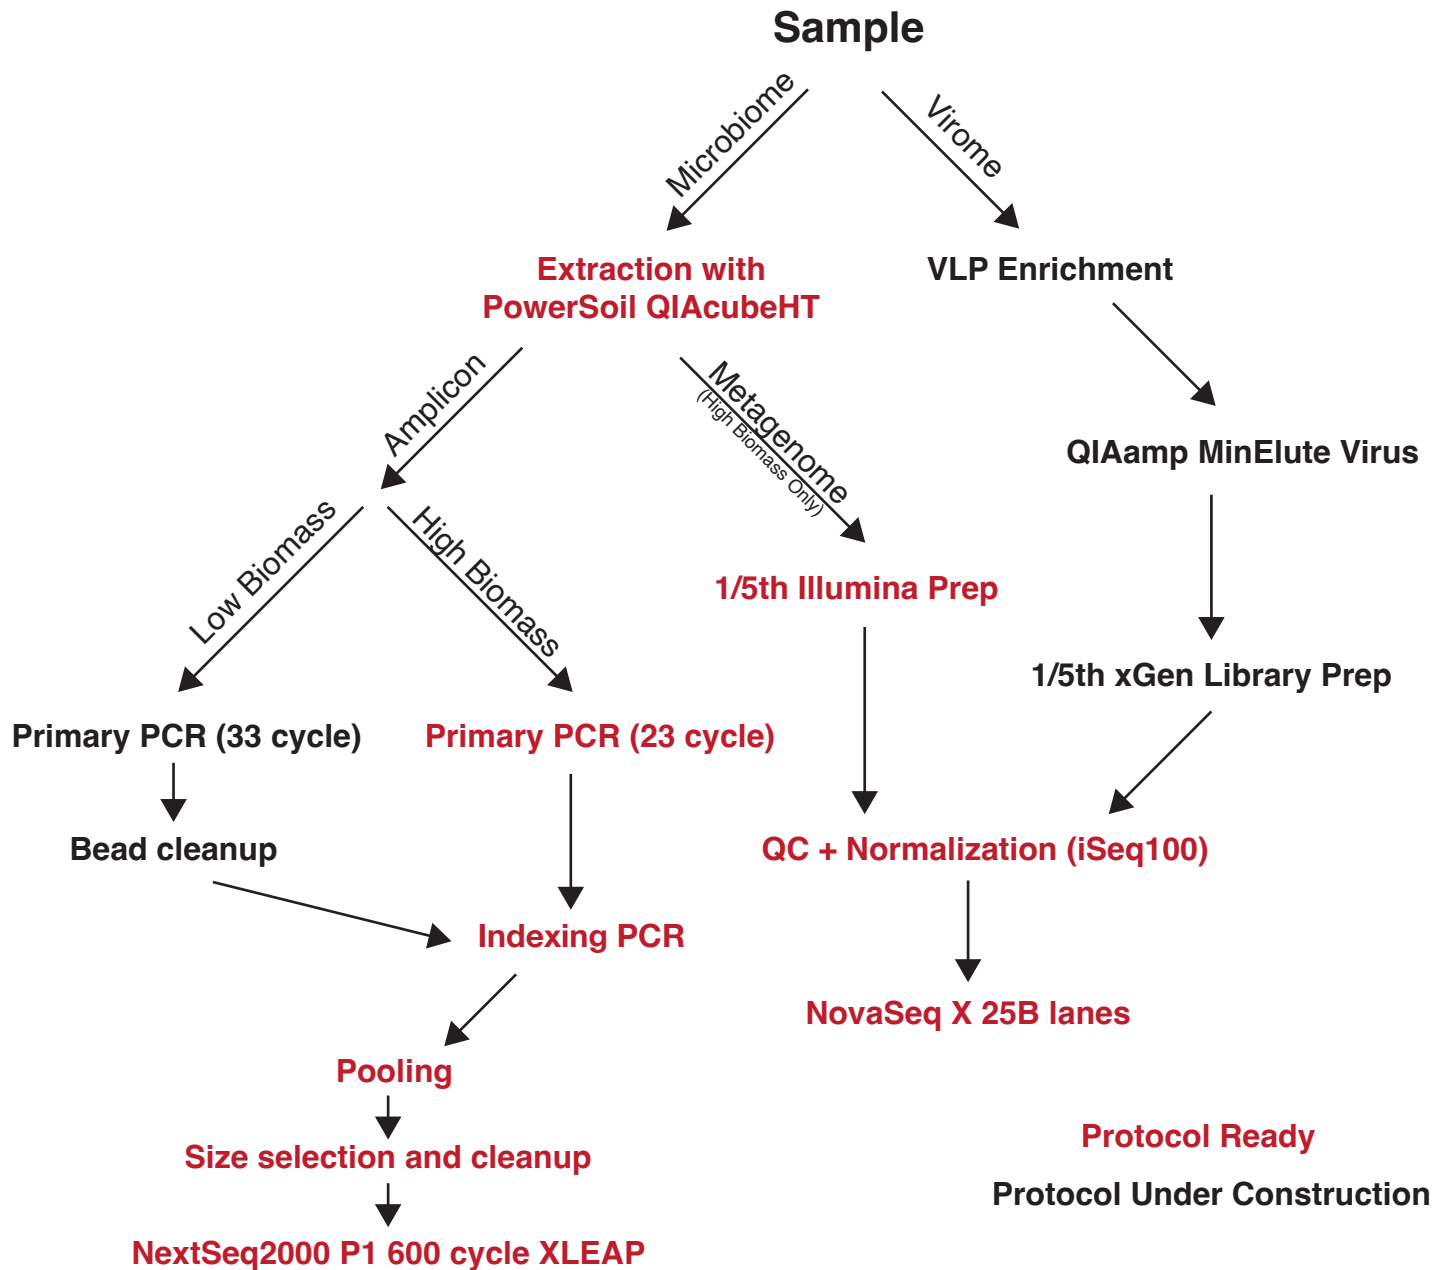 Sample
Microbiome
Virome
Extraction with
PowerSoil QIAcubeHT
VLP Enrichment
Amplicon
Metagenome
(High Biomass Only)
QIAamp MinElute Virus
Low Biomass
High Biomass
1/5th Illumina Prep
1/5th xGen Library Prep
Primary PCR (33 cycle)
Primary PCR (23 cycle)
Bead cleanup
QC + Normalization (iSeq100)
Indexing PCR
NovaSeq X 25B lanes
Pooling
Protocol Ready
Size selection and cleanup
Protocol Under Construction
NextSeq2000 P1 600 cycle XLEAP